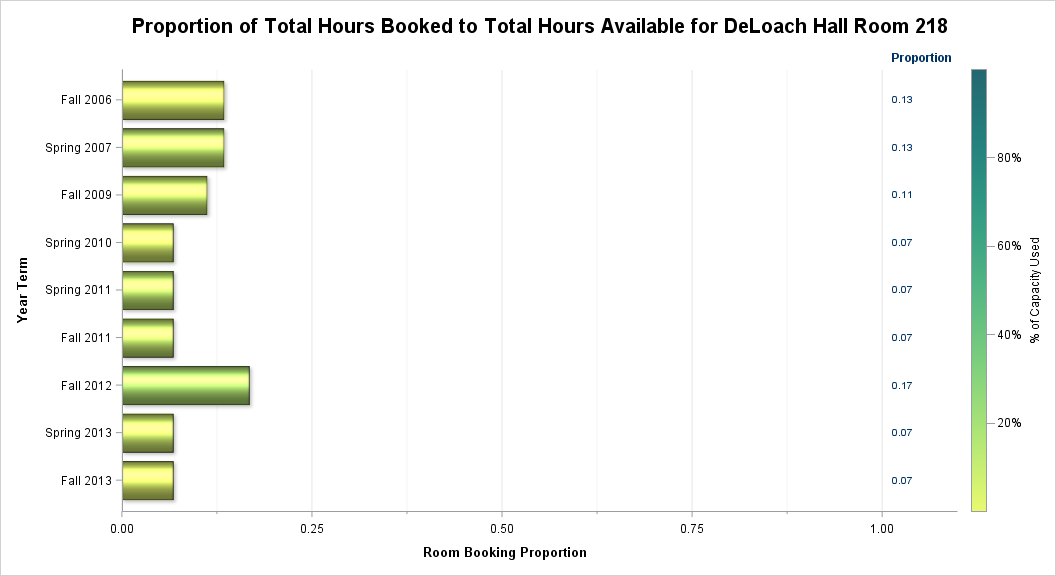 Proportion of Total Hours Booked to Total Hours Available for DeLoach Hall Room 218
Proportion
Fall 2006 0.13
Spring 2007 0.13
Fall 2009 0.11
Spring 2010 0.07
Spring 2011 0.07
Fall 2011 0.07
Fall 2012 0.17
Spring 2013 0.07
Fall 2013 0.07
Year Term
0.00 0.25 0.50 0.75 1.00
Room Booking Proportion
80%
60%
40%
20%
% of Capacity Used